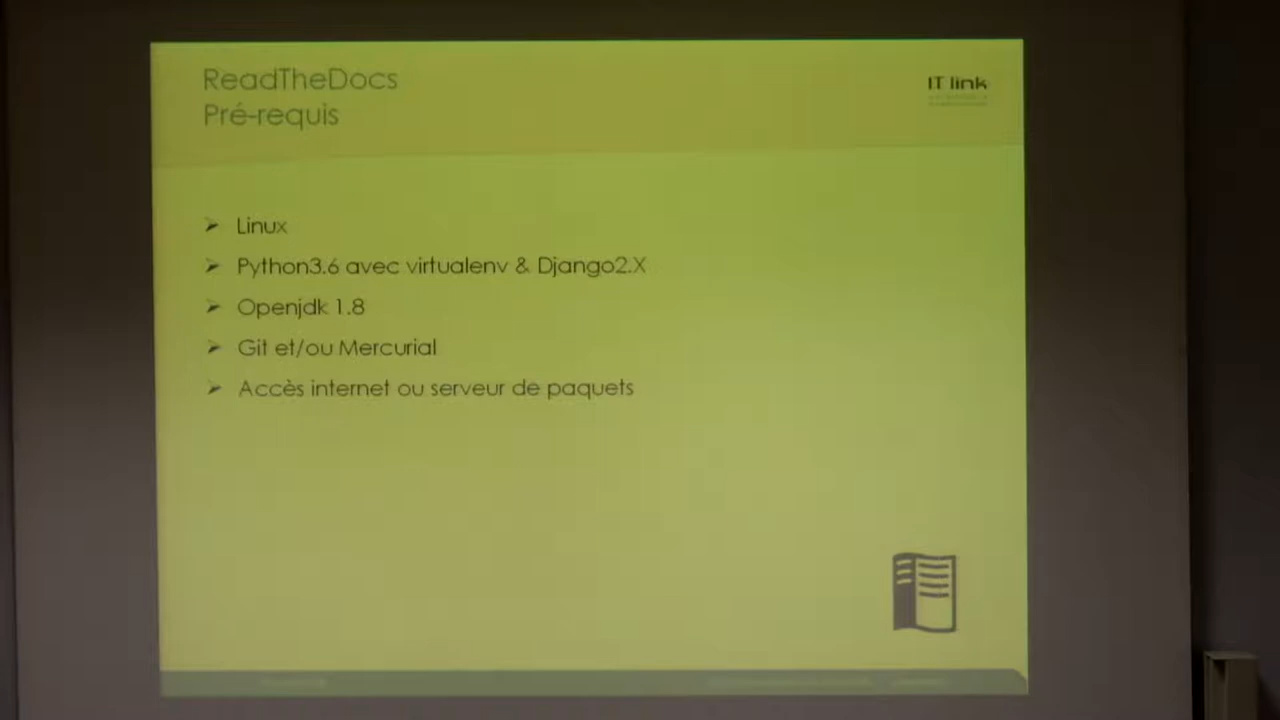 ReadTheDocs
Pré-requis
IT link
Linux
Python3.6 avec virtualenv & Django2.X
Openjdk 1.8
Git et/ou Mercurial
Accès internet ou serveur de paquets